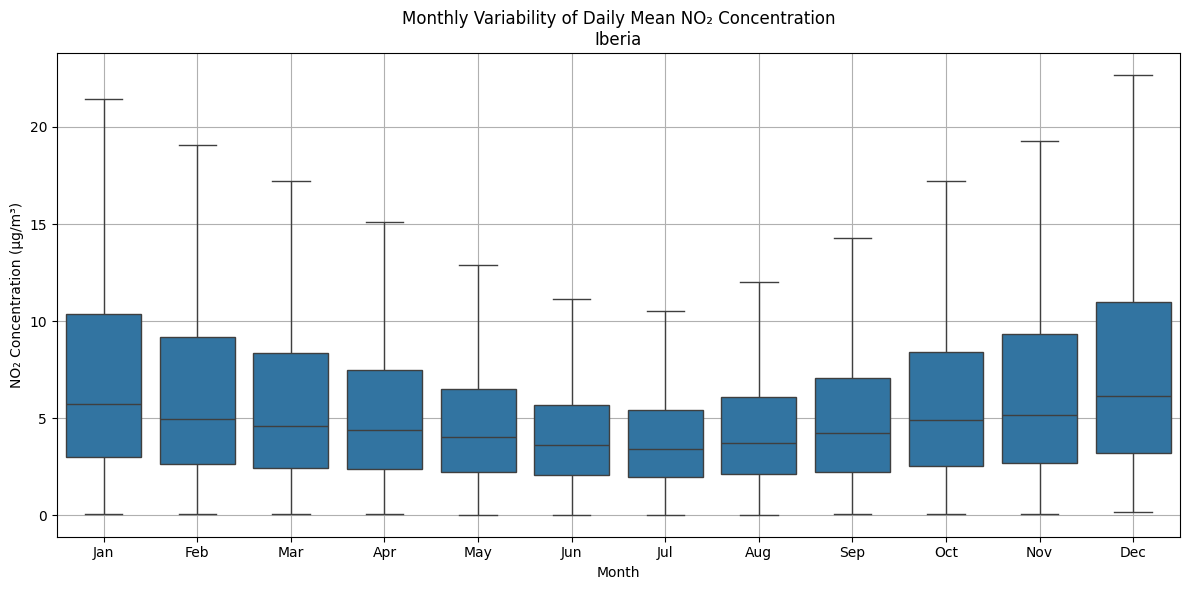 Monthly Variability of Daily Mean NO₂ Concentration
Iberia
NO₂ Concentration (µg/m³)
20
15
10
5
0
Jan Feb Mar Apr May Jun Jul Aug Sep Oct Nov Dec
Month